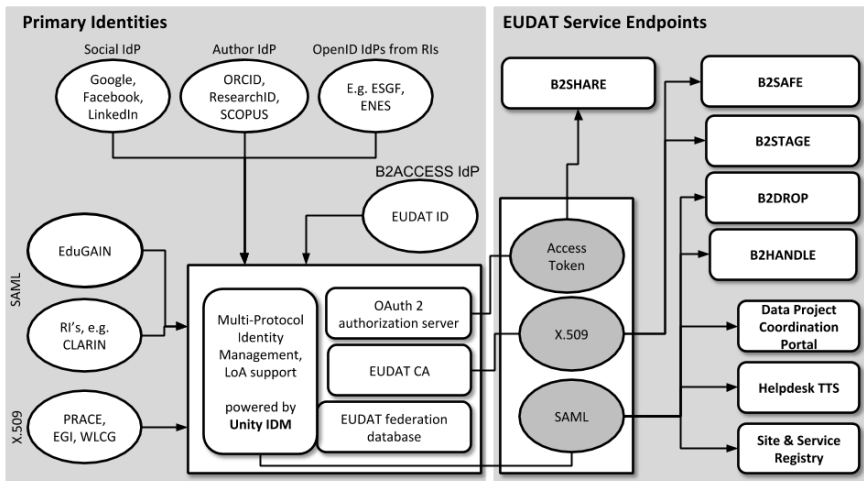 Primary Identities
EUDAT Service Endpoints
Social IdP
Author IdP
OpenID IdPs from RIs
Google,
Facebook,
LinkedIn
ORCID,
ResearchID,
SCOPUS
E.g. ESGF,
ENES
B2ACCESS IdP
EUDAT ID
SAML
EduGAIN
RI's, e.g.
CLARIN
X.509
PRACE,
EGI, WLCG
Multi-Protocol
Identity
Management,
LoA support
powered by
Unity IDM
OAuth 2
authorization server
EUDAT CA
EUDAT federation
database
Access
Token
X.509
SAML
B2SHARE
B2SAFE
B2STAGE
B2DROP
B2HANDLE
Data Project
Coordination
Portal
Helpdesk TTS
Site & Service
Registry